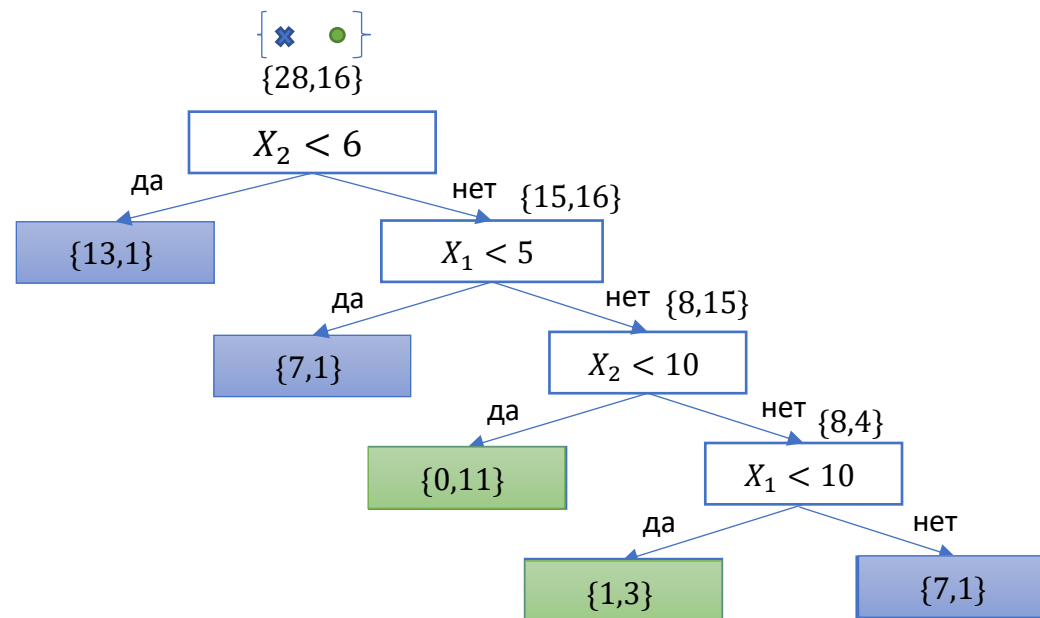 {28,16}
X₂ < 6
да
нет {15,16}
{13,1}
X₁ < 5
да
нет {8,15}
{7,1}
X₂ < 10
да
нет {8,4}
{0,11}
X₁ < 10
да
нет
{1,3}
{7,1}